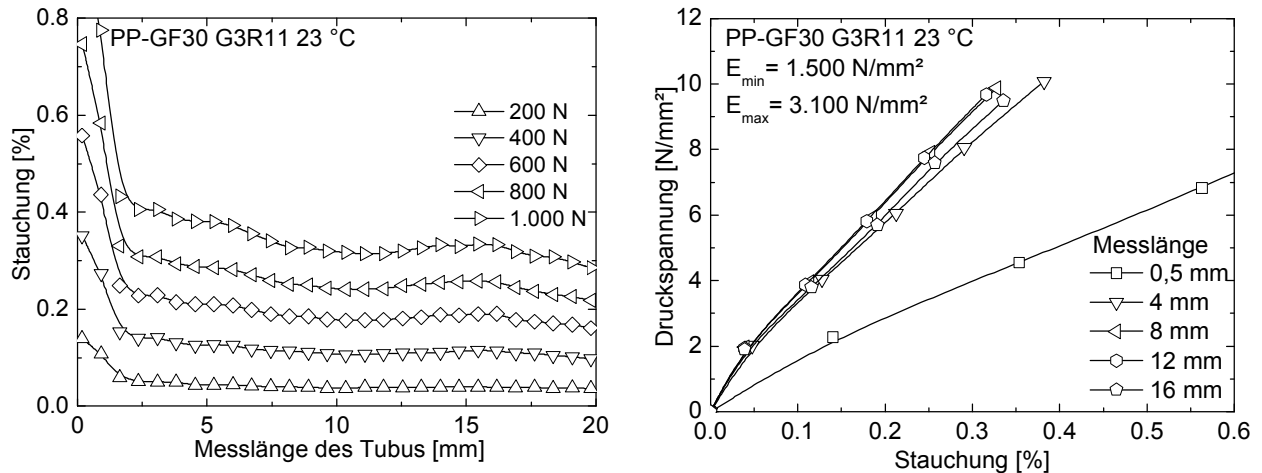 PP-GF30 G3R11 23 °C
200 N
400 N
600 N
800 N
1.000 N
0.8
0.6
0.4
0.2
0.0
0
5
10
15
20
Stauchung [%]
Messlänge des Tubus [mm]
PP-GF30 G3R11 23 °C
Emin= 1.500 N/mm²
Emax= 3.100 N/mm²
Messlänge
0,5 mm
4 mm
8 mm
12 mm
16 mm
12
10
8
6
4
2
0
0.0
0.1
0.2
0.3
0.4
0.5
0.6
Druckspannung [N/mm²]
Stauchung [%]